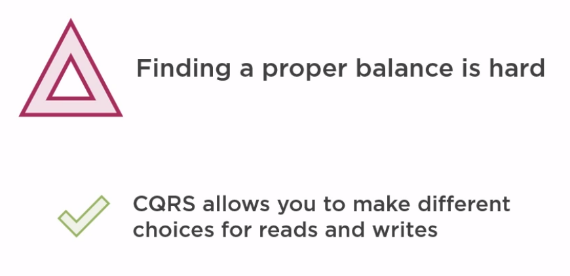 Finding a proper balance is hard
CQRS allows you to make different
choices for reads and writes